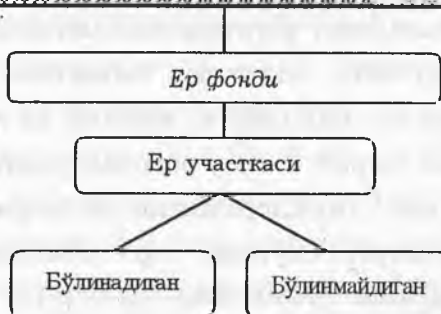 Ер фонди
Ер участкаси
Бўлинадиган
Бўлинмайдиган